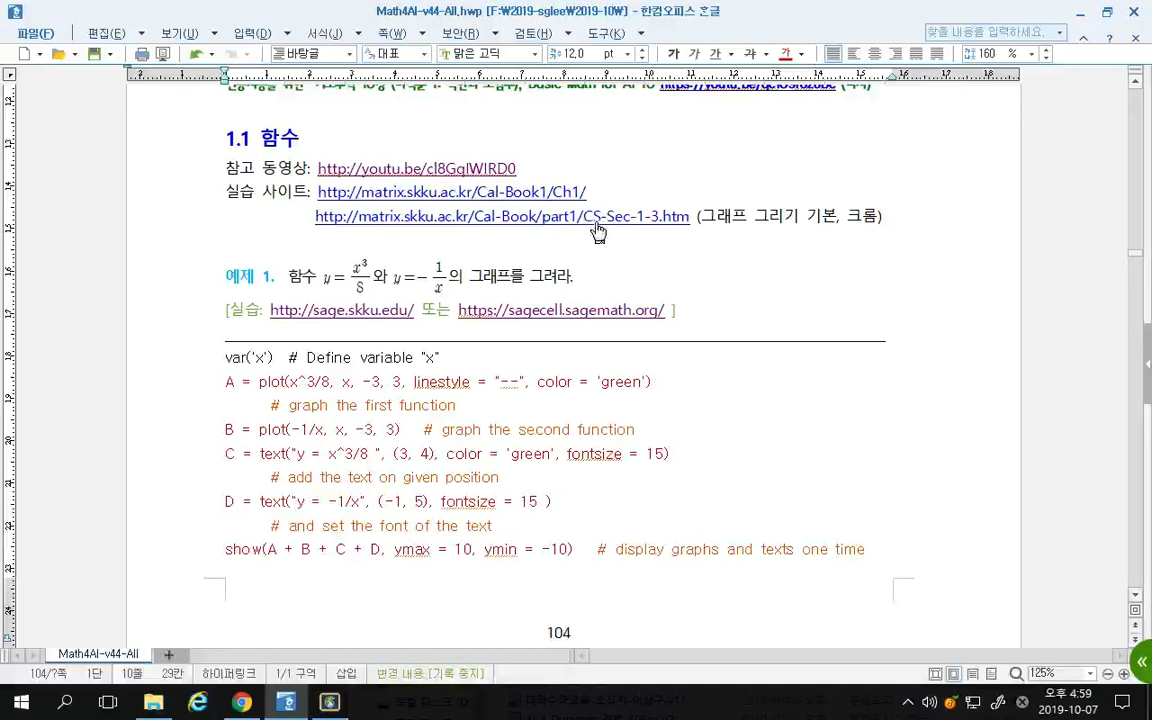 Math4AI-v44-All.hwp [F:₩2019-sglee₩2019-10₩] - 한컴오피스 한글
파일(F) 편집(E) 보기(U) 입력(D) 서식(J) 쪽(W) 보안(R) 검토(H) 도구(K)
찾을 내용을 입력하세요.
바탕글 대표 맑은 고딕 12.0 pt 가 가 가 가 160 %
1.1 함수
참고 동영상: http://youtu.be/cl8GqIWIRD0
실습 사이트: http://matrix.skku.ac.kr/Cal-Book1/Ch1/
http://matrix.skku.ac.kr/Cal-Book/part1/CS-Sec-1-3.htm (그래프 그리기 기본, 크롬)
예제 1. 함수 y = x³/8 와 y = − 1/x 의 그래프를 그려라.
[실습: http://sage.skku.edu/ 또는 https://sagecell.sagemath.org/ ]
var('x') # Define variable "x"
A = plot(x^3/8, x, -3, 3, linestyle = "--", color = 'green')
# graph the first function
B = plot(-1/x, x, -3, 3) # graph the second function
C = text("y = x^3/8 ", (3, 4), color = 'green', fontsize = 15)
# add the text on given position
D = text("y = -1/x", (-1, 5), fontsize = 15 )
# and set the font of the text
show(A + B + C + D, ymax = 10, ymin = -10) # display graphs and texts one time
104
Math4AI-v44-All
104/?쪽 1단 10줄 29칸 하이퍼링크 1/1 구역 삽입 변경 내용 [기록 중지] 125%
오후 4:59
2019-10-07